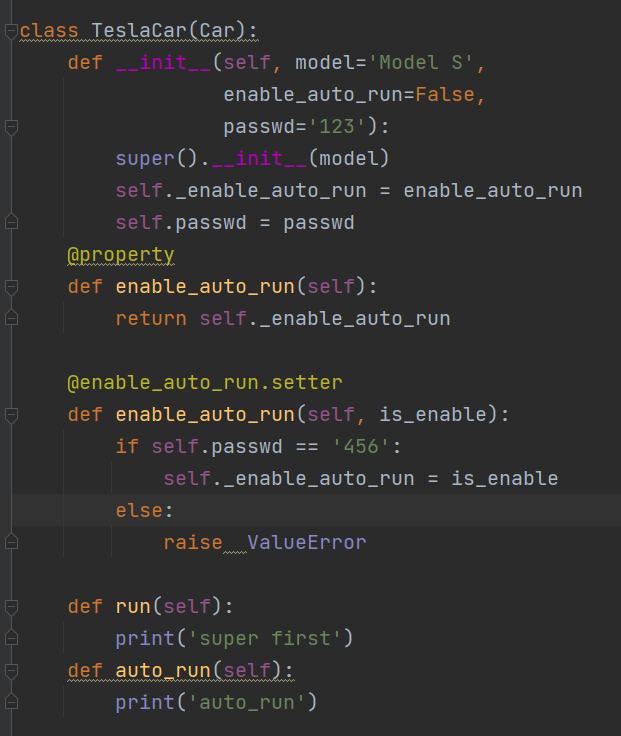 class TeslaCar(Car):
    def __init__(self, model='Model S',
                 enable_auto_run=False,
                 passwd='123'):
        super().__init__(model)
        self._enable_auto_run = enable_auto_run
        self.passwd = passwd
    @property
    def enable_auto_run(self):
        return self._enable_auto_run

    @enable_auto_run.setter
    def enable_auto_run(self, is_enable):
        if self.passwd == '456':
            self._enable_auto_run = is_enable
        else:
            raise  ValueError

    def run(self):
        print('super first')
    def auto_run(self):
        print('auto_run')